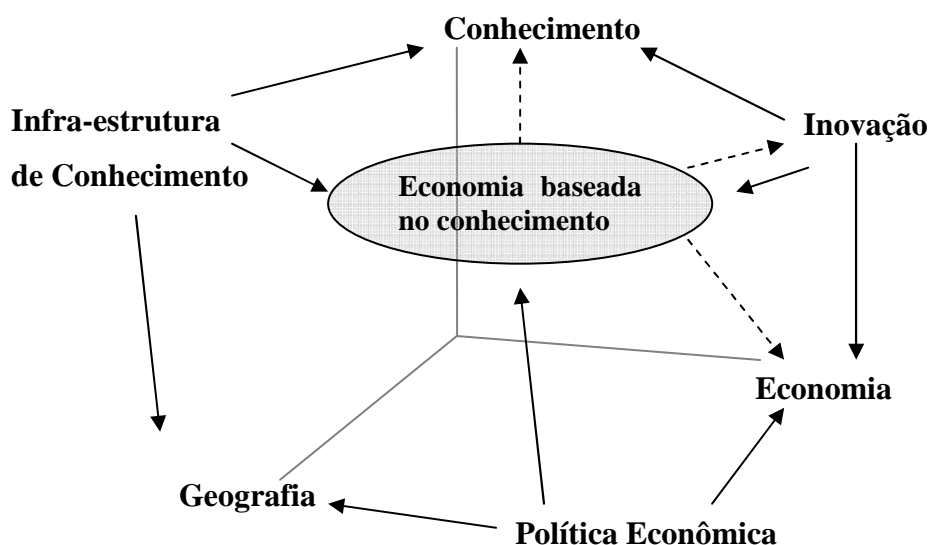 Conhecimento
Infra-estrutura
de Conhecimento
Inovação
Economia baseada
no conhecimento
Economia
Geografia
Política Econômica